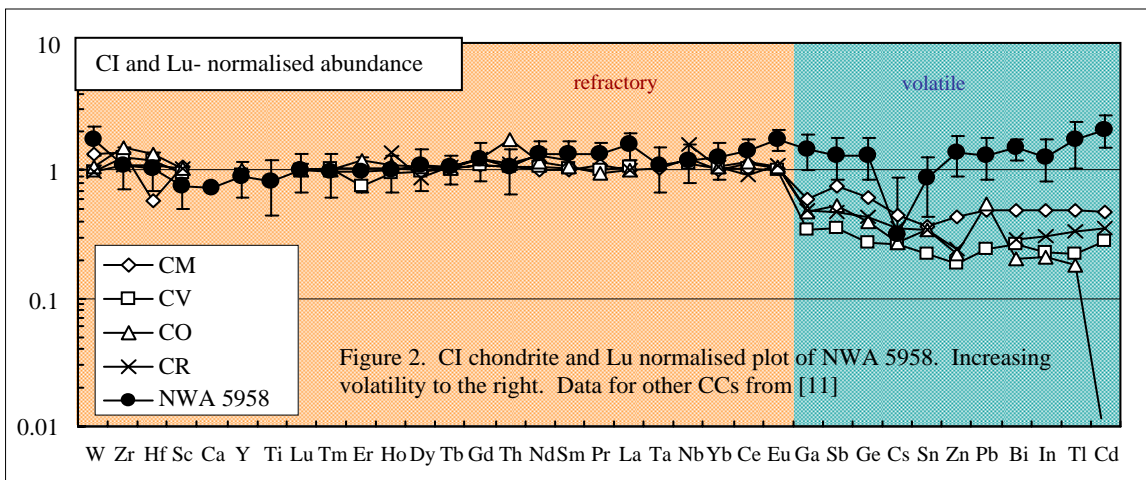 10
CI and Lu- normalised abundance
refractory
volatile
1
0.1
CM
CV
CO
CR
NWA 5958
Figure 2. CI chondrite and Lu normalised plot of NWA 5958. Increasing
volatility to the right. Data for other CCs from [11]
0.01
W Zr Hf Sc Ca Y Ti Lu Tm Er Ho Dy Tb Gd Th Nd Sm Pr La Ta Nb Yb Ce Eu Ga Sb Ge Cs Sn Zn Pb Bi In Tl Cd